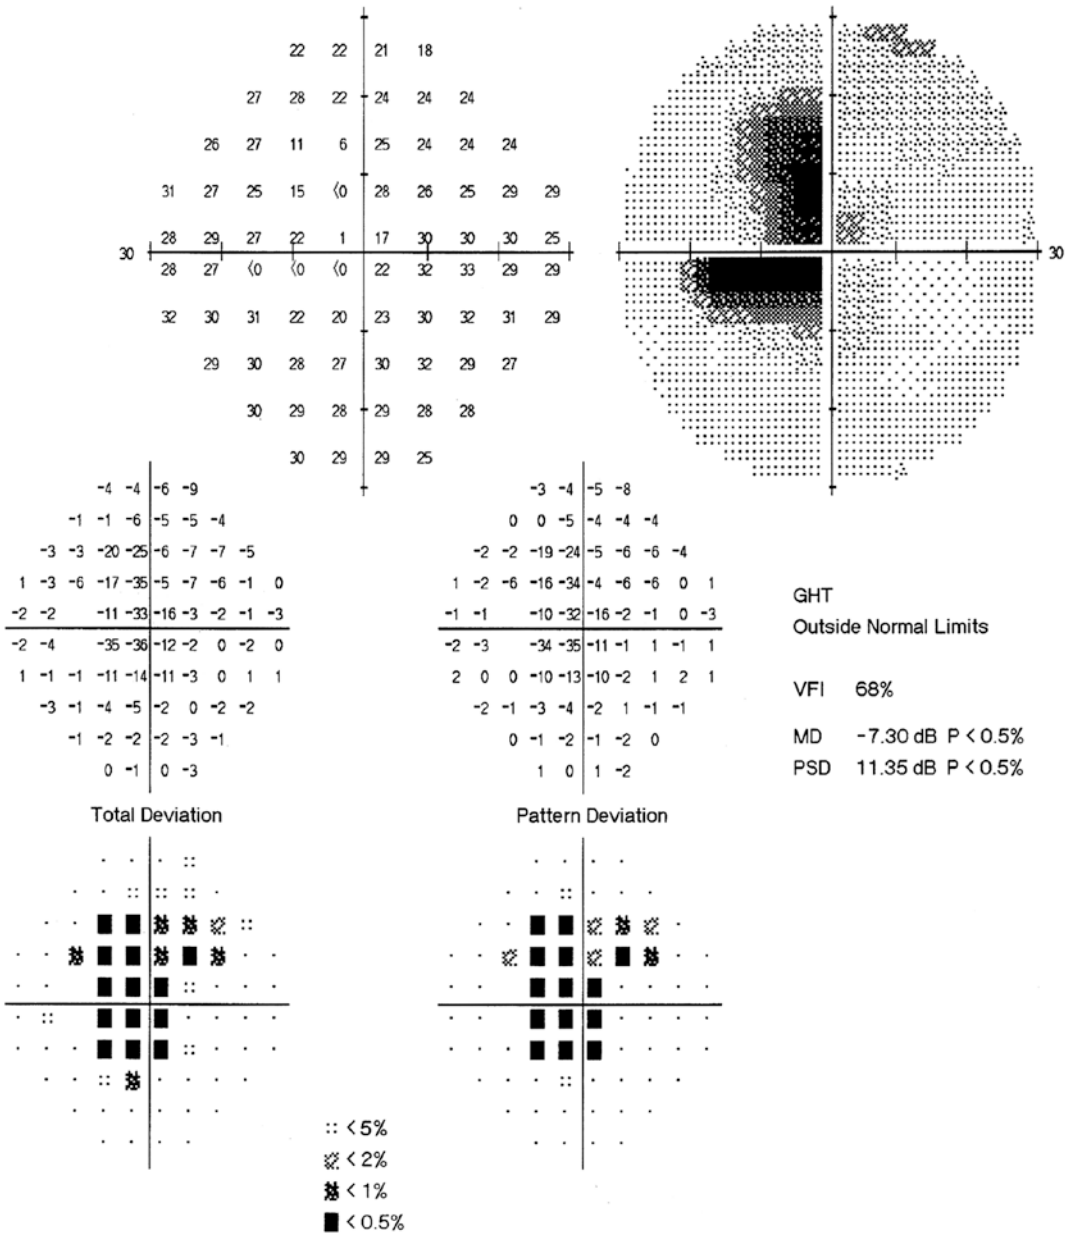 22 22 21 18
27 28 22 24 24 24
26 27 11 6 25 24 24 24
31 27 25 15 <0 28 26 25 29 29
28 29 27 22 1 17 30 30 30 25
30 30
28 27 <0 <0 <0 22 32 33 29 29
32 30 31 22 20 23 30 32 31 29
29 30 28 27 30 32 29 27
30 29 28 29 28 28
30 29 29 25
-4 -4 -6 -9
-1 -1 -6 -5 -5 -4
-3 -3 -20 -25 -6 -7 -7 -5
1 -3 -6 -17 -35 -5 -7 -6 -1 0
-2 -2 -11 -33 -16 -3 -2 -1 -3
-2 -4 -35 -36 -12 -2 0 -2 0
1 -1 -1 -11 -14 -11 -3 0 1 1
-3 -1 -4 -5 -2 0 -2 -2
-1 -2 -2 -2 -3 -1
0 -1 0 -3
Total Deviation
-3 -4 -5 -8
0 0 -5 -4 -4 -4
-2 -2 -19 -24 -5 -6 -6 -4
1 -2 -6 -16 -34 -4 -6 -6 0 1
-1 -1 -10 -32 -16 -2 -1 0 -3
-2 -3 -34 -35 -11 -1 1 -1 1
2 0 0 -10 -13 -10 -2 1 2 1
-2 -1 -3 -4 -2 1 -1 -1
0 -1 -2 -1 -2 0
1 0 1 -2
Pattern Deviation
GHT
Outside Normal Limits
VFI 68%
MD -7.30 dB P < 0.5%
PSD 11.35 dB P < 0.5%
< 5%
< 2%
< 1%
< 0.5%